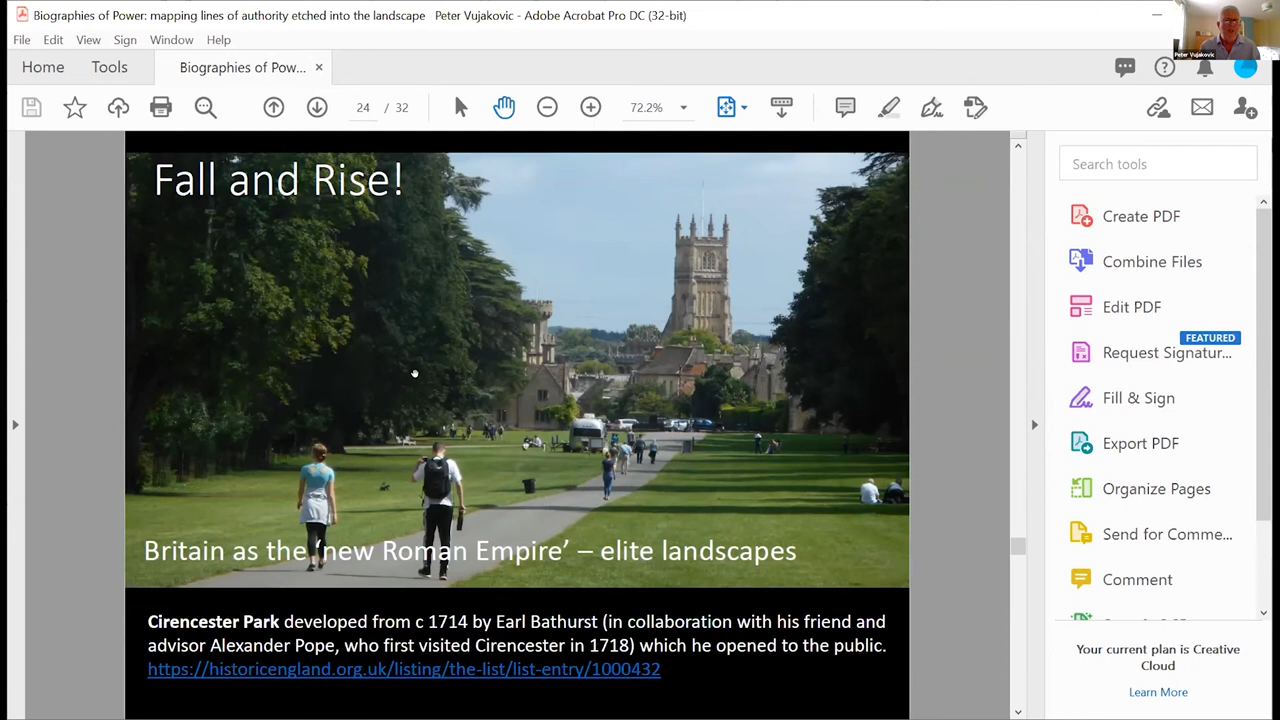 Biographies of Power: mapping lines of authority etched into the landscape Peter Vujakovic - Adobe Acrobat Pro DC (32-bit)
Peter Vujakovic
File Edit View Sign Window Help
Home Tools Biographies of Pow... ×
24 / 32 72.2%
Fall and Rise!
Britain as the ‘new Roman Empire’ – elite landscapes
Cirencester Park developed from c 1714 by Earl Bathurst (in collaboration with his friend and
advisor Alexander Pope, who first visited Cirencester in 1718) which he opened to the public.
https://historicengland.org.uk/listing/the-list/list-entry/1000432
Search tools
Create PDF
Combine Files
Edit PDF
FEATURED
Request Signatur...
Fill & Sign
Export PDF
Organize Pages
Send for Comme...
Comment
Your current plan is Creative
Cloud
Learn More